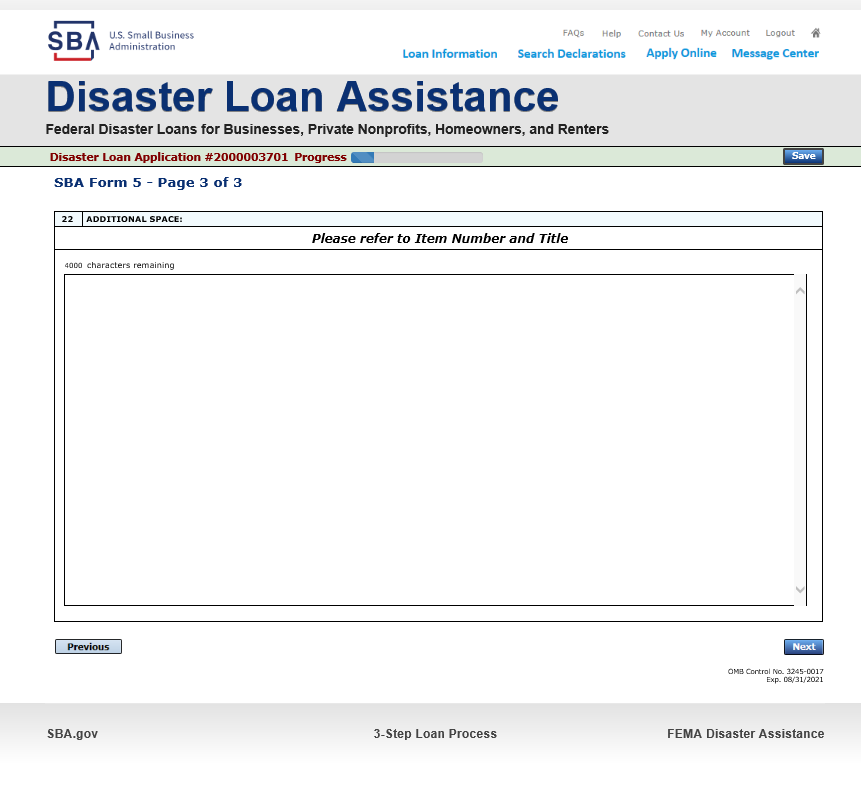 SBA U.S. Small Business
Administration
FAQs Help Contact Us My Account Logout
Loan Information Search Declarations Apply Online Message Center
Disaster Loan Assistance
Federal Disaster Loans for Businesses, Private Nonprofits, Homeowners, and Renters
Disaster Loan Application #2000003701 Progress Save
SBA Form 5 - Page 3 of 3
22 ADDITIONAL SPACE:
Please refer to Item Number and Title
4000 characters remaining
Previous Next
OMB Control No. 3245-0017
Exp. 08/31/2021
SBA.gov 3-Step Loan Process FEMA Disaster Assistance